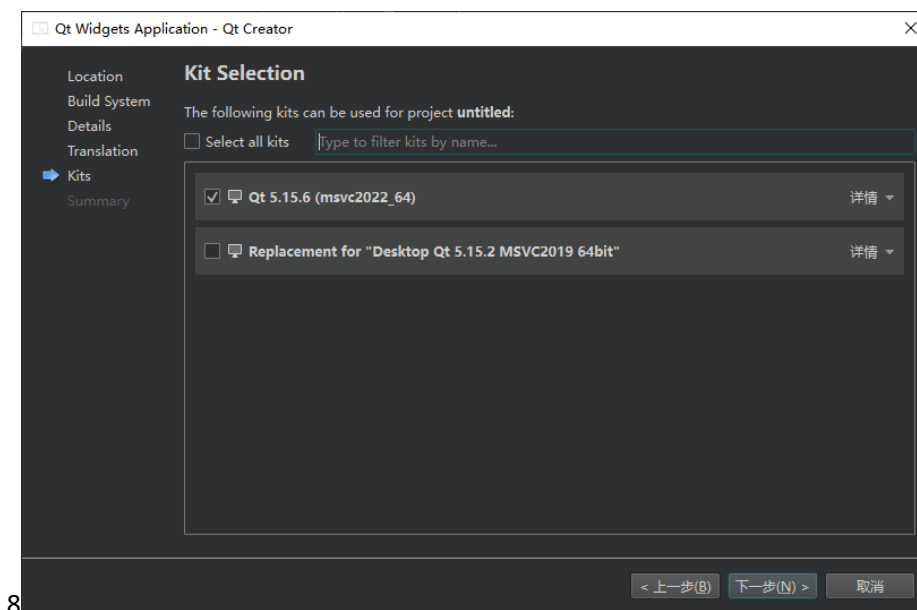 Qt Widgets Application - Qt Creator
Location
Build System
Details
Translation
Kits
Summary
Kit Selection
The following kits can be used for project untitled:
Select all kits
Type to filter kits by name...
Qt 5.15.6 (msvc2022_64)
详情
Replacement for "Desktop Qt 5.15.2 MSVC2019 64bit"
详情
< 上一步(B)
下一步(N) >
取消
8